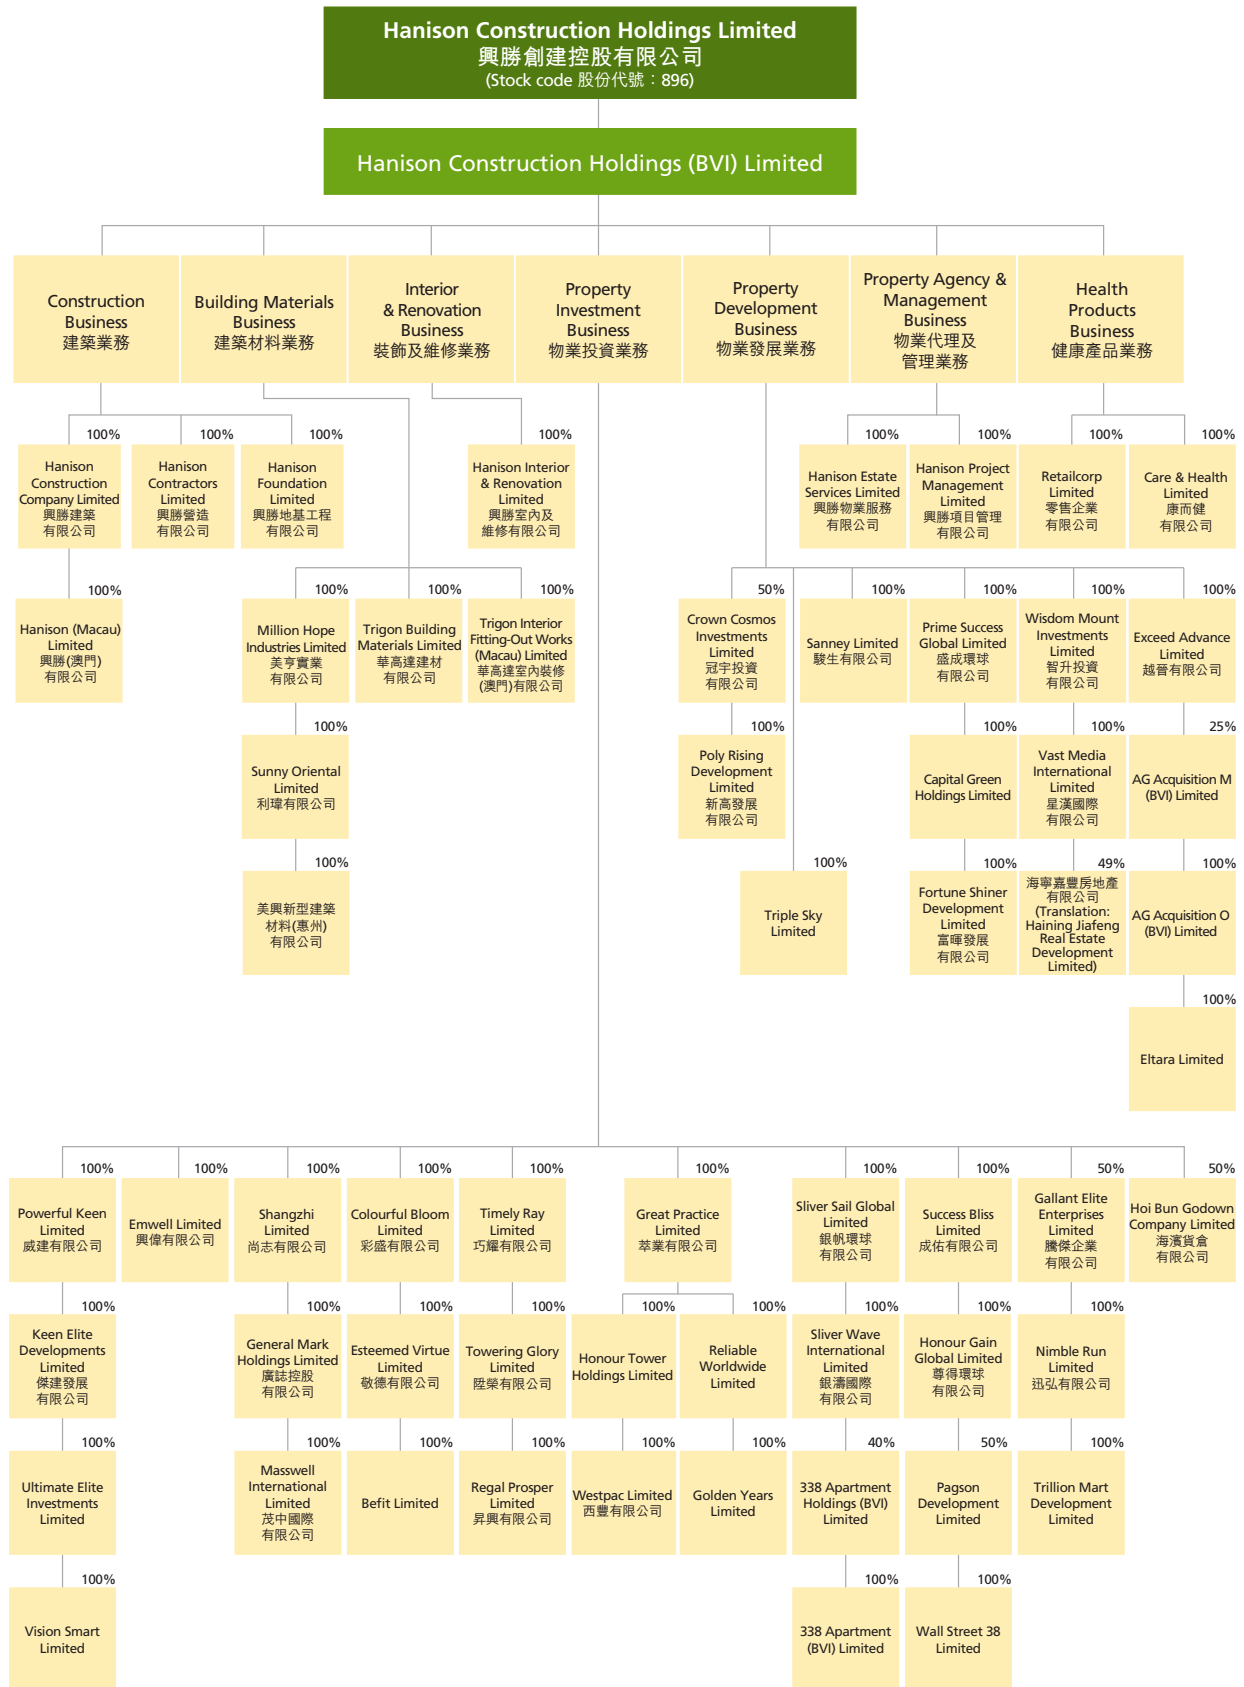 Hanison Construction Holdings Limited
興勝創建控股有限公司
(Stock code 股份代號：896)
Hanison Construction Holdings (BVI) Limited
Construction
Business
建築業務
Building Materials
Business
建築材料業務
Interior
& Renovation
Business
裝飾及維修業務
Property
Investment
Business
物業投資業務
Property
Development
Business
物業發展業務
Property Agency &
Management
Business
物業代理及
管理業務
Health
Products
Business
健康產品業務
100%
Hanison
Construction
Company Limited
興勝建築
有限公司
100%
Hanison
Contractors
Limited
興勝營造
有限公司
100%
Hanison
Foundation
Limited
興勝地基工程
有限公司
100%
Hanison Interior
& Renovation
Limited
興勝室內及
維修有限公司
100%
Hanison Estate
Services Limited
興勝物業服務
有限公司
100%
Hanison Project
Management
Limited
興勝項目管理
有限公司
100%
Retailcorp
Limited
零售企業
有限公司
100%
Care & Health
Limited
康而健
有限公司
100%
Hanison (Macau)
Limited
興勝(澳門)
有限公司
100%
Million Hope
Industries Limited
美亨實業
有限公司
100%
Trigon Building
Materials Limited
華高達建材
有限公司
100%
Trigon Interior
Fitting-Out Works
(Macau) Limited
華高達室內裝修
(澳門)有限公司
50%
Crown Cosmos
Investments
Limited
冠宇投資
有限公司
100%
Sanney Limited
駿生有限公司
100%
Prime Success
Global Limited
盛成環球
有限公司
100%
Wisdom Mount
Investments
Limited
智升投資
有限公司
100%
Exceed Advance
Limited
越晉有限公司
100%
Sunny Oriental
Limited
利瑋有限公司
100%
Poly Rising
Development
Limited
新高發展
有限公司
100%
Capital Green
Holdings Limited
100%
Vast Media
International
Limited
星漢國際
有限公司
25%
AG Acquisition M
(BVI) Limited
100%
美興新型建築
材料(惠州)
有限公司
100%
Triple Sky
Limited
100%
Fortune Shiner
Development
Limited
富暉發展
有限公司
49%
海寧嘉豐房地產
有限公司
(Translation:
Haining Jiafeng
Real Estate
Development
Limited)
100%
AG Acquisition O
(BVI) Limited
100%
Eltara Limited
100%
Powerful Keen
Limited
威建有限公司
100%
Emwell Limited
興偉有限公司
100%
Shangzhi
Limited
尚志有限公司
100%
Colourful Bloom
Limited
彩盛有限公司
100%
Timely Ray
Limited
巧耀有限公司
100%
Great Practice
Limited
萃業有限公司
100%
Sliver Sail Global
Limited
銀帆環球
有限公司
100%
Success Bliss
Limited
成佑有限公司
50%
Gallant Elite
Enterprises
Limited
騰傑企業
有限公司
50%
Hoi Bun Godown
Company Limited
海濱貨倉
有限公司
100%
Keen Elite
Developments
Limited
傑建發展
有限公司
100%
General Mark
Holdings Limited
廣誌控股
有限公司
100%
Esteemed Virtue
Limited
敬德有限公司
100%
Towering Glory
Limited
陞榮有限公司
100%
Honour Tower
Holdings Limited
100%
Reliable
Worldwide
Limited
100%
Sliver Wave
International
Limited
銀濤國際
有限公司
100%
Honour Gain
Global Limited
尊得環球
有限公司
100%
Nimble Run
Limited
迅弘有限公司
100%
Ultimate Elite
Investments
Limited
100%
Masswell
International
Limited
茂中國際
有限公司
100%
Befit Limited
100%
Regal Prosper
Limited
昇興有限公司
100%
Westpac Limited
西豐有限公司
100%
Golden Years
Limited
40%
338 Apartment
Holdings (BVI)
Limited
50%
Pagson
Development
Limited
100%
Trillion Mart
Development
Limited
100%
Vision Smart
Limited
100%
338 Apartment
(BVI) Limited
100%
Wall Street 38
Limited